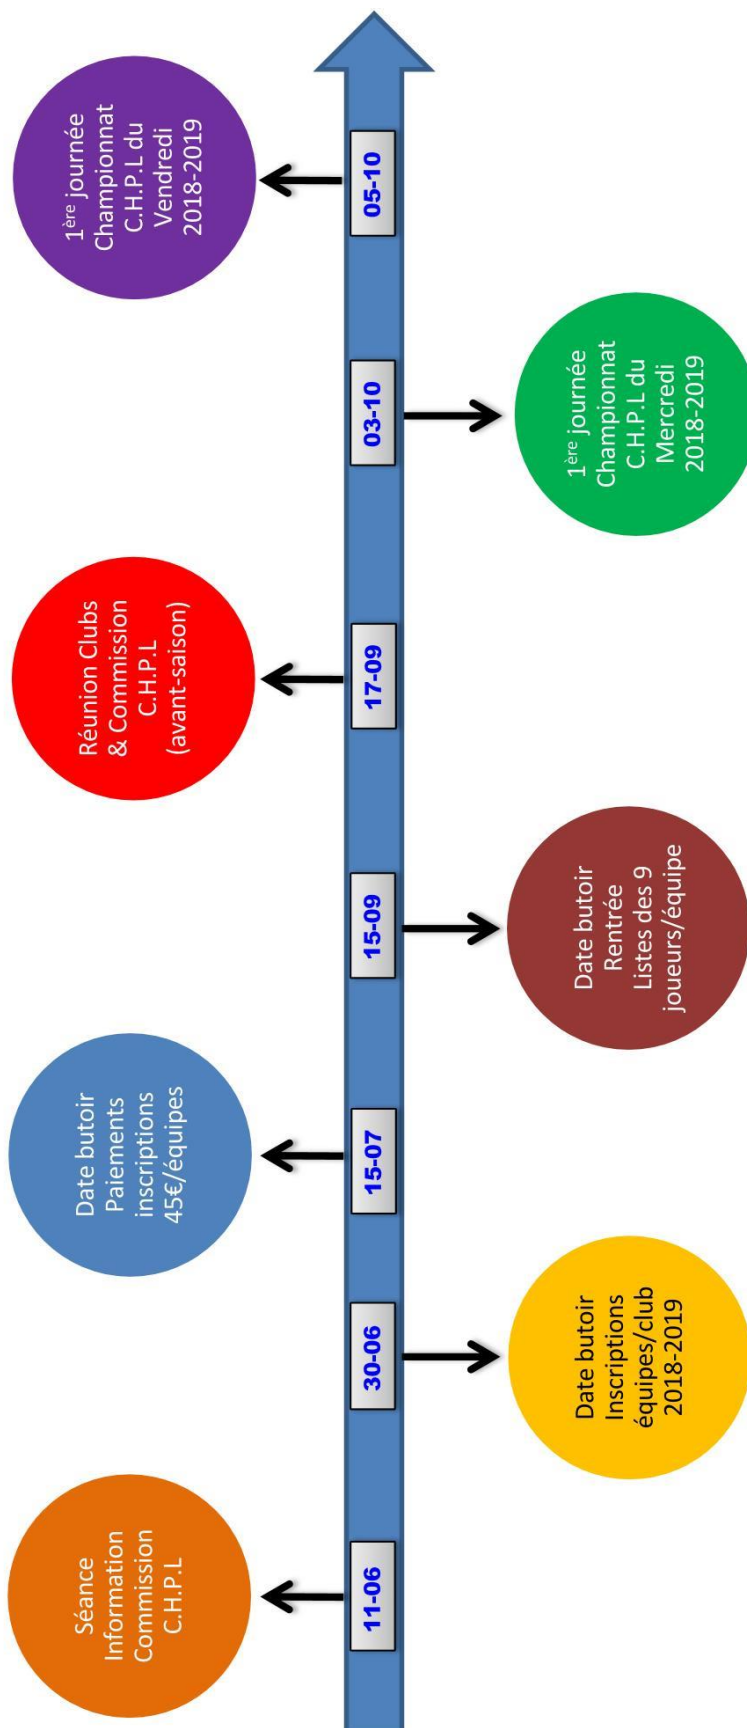 Séance
Information
Commission
C.H.P.L
11-06
30-06
Date butoir
Inscriptions
équipes/club
2018-2019
Date butoir
Paiements
inscriptions
45€/équipes
15-07
15-09
Date butoir
Rentrée
Listes des 9
joueurs/équipe
Réunion Clubs
& Commission
C.H.P.L
(avant-saison)
17-09
03-10
1ère journée
Championnat
C.H.P.L du
Mercredi
2018-2019
1ère journée
Championnat
C.H.P.L du
Vendredi
2018-2019
05-10